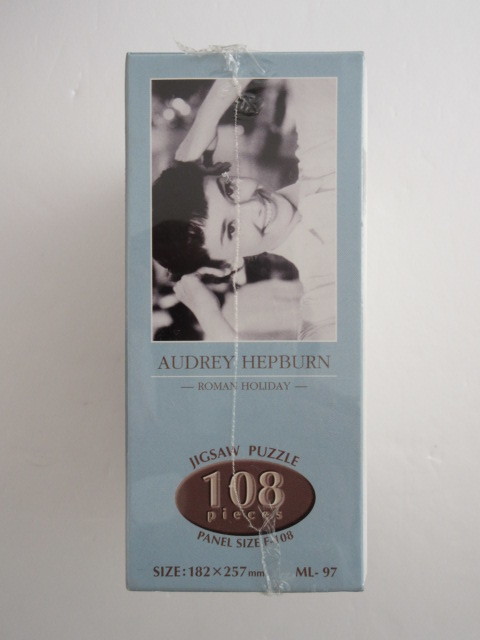 AUDREY HEPBURN
— ROMAN HOLIDAY —
JIGSAW PUZZLE
108
pieces
PANEL SIZE F-108
SIZE: 182×257mm ML- 97